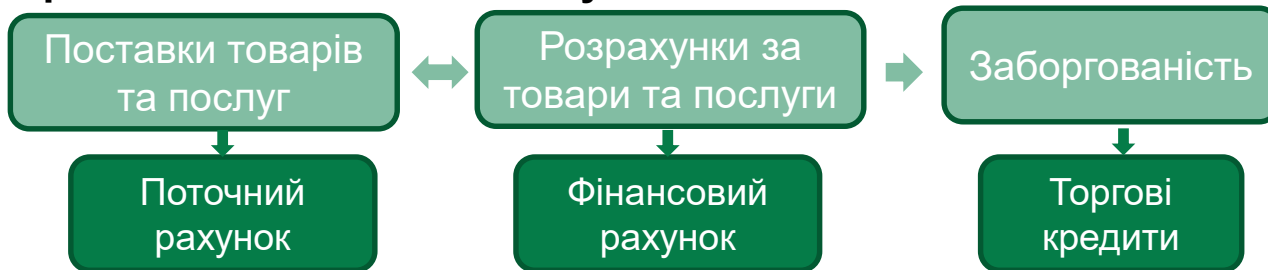 Поставки товарів
та послуг
Розрахунки за
товари та послуги
Заборгованість
Поточний
рахунок
Фінансовий
рахунок
Торгові
кредити